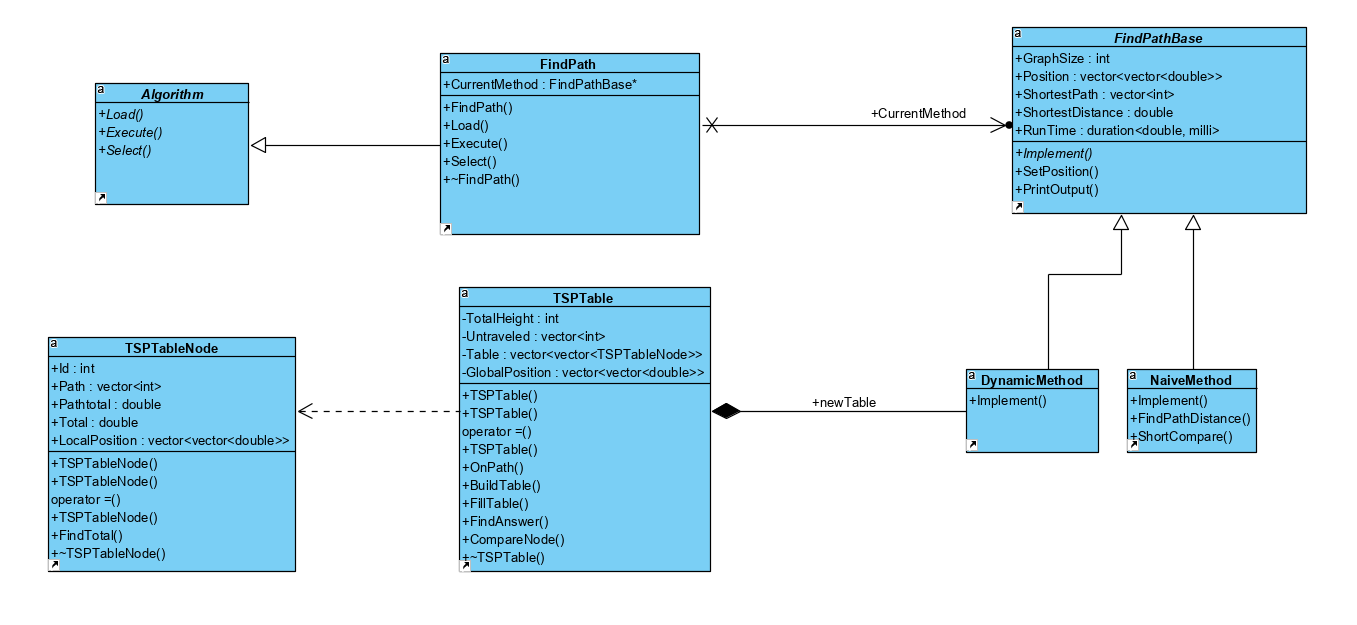 a
Algorithm
+Load()
+Execute()
+Select()
a
FindPath
+CurrentMethod : FindPathBase*
+FindPath()
+Load()
+Execute()
+Select()
+~FindPath()
+CurrentMethod
a
FindPathBase
+GraphSize : int
+Position : vector<vector<double>>
+ShortestPath : vector<int>
+ShortestDistance : double
+RunTime : duration<double, milli>
+Implement()
+SetPosition()
+PrintOutput()
a
TSPTableNode
+Id : int
+Path : vector<int>
+Pathtotal : double
+Total : double
+LocalPosition : vector<vector<double>>
+TSPTableNode()
+TSPTableNode()
operator =()
+TSPTableNode()
+FindTotal()
+~TSPTableNode()
a
TSPTable
-TotalHeight : int
-Untraveled : vector<int>
-Table : vector<vector<TSPTableNode>>
-GlobalPosition : vector<vector<double>>
+TSPTable()
+TSPTable()
operator =()
+TSPTable()
+OnPath()
+BuildTable()
+FillTable()
+FindAnswer()
+CompareNode()
+~TSPTable()
+newTable
a
DynamicMethod
+Implement()
a
NaiveMethod
+Implement()
+FindPathDistance()
+ShortCompare()